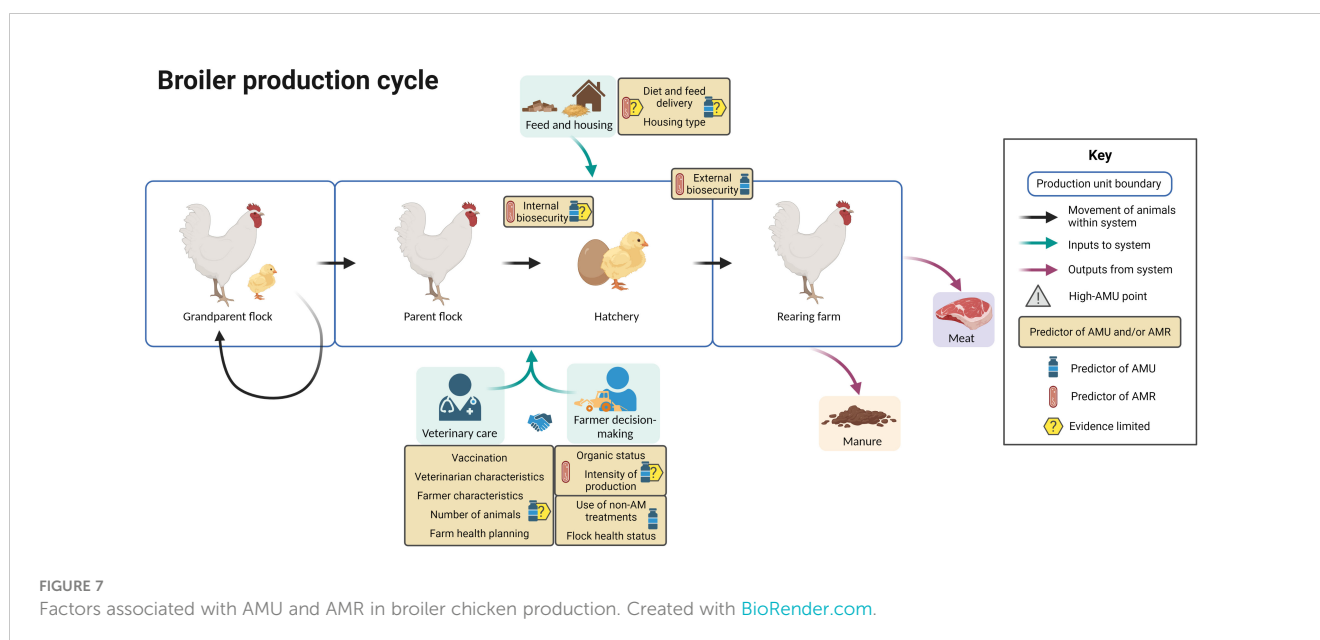 Broiler production cycle
Feed and housing
Diet and feed
delivery
Housing type
?
?
External
biosecurity
Internal
biosecurity
?
Grandparent flock
Parent flock
Hatchery
Rearing farm
Meat
Manure
Veterinary care
Farmer decision-
making
Vaccination
Veterinarian characteristics
Farmer characteristics
Number of animals
?
Farm health planning
Organic status
Intensity of
production
?
Use of non-AM
treatments
Flock health status
Key
Production unit boundary
Movement of animals
within system
Inputs to system
Outputs from system
!
High-AMU point
Predictor of AMU and/or AMR
Predictor of AMU
Predictor of AMR
?
Evidence limited
FIGURE 7
Factors associated with AMU and AMR in broiler chicken production. Created with BioRender.com.